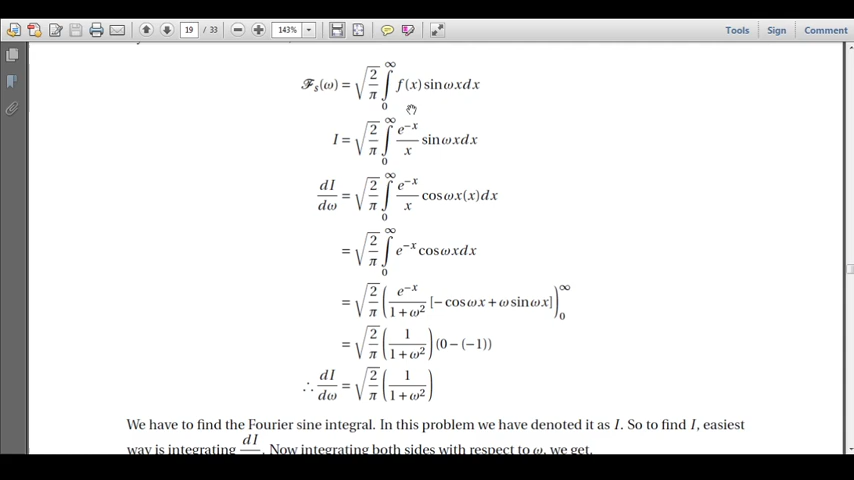 19 / 33 143% Tools Sign Comment
ℱₛ(ω) = √(2/π) ∫₀^∞ f(x) sin ωx dx
I = √(2/π) ∫₀^∞ e^{−x}/x sin ωx dx
dI/dω = √(2/π) ∫₀^∞ e^{−x}/x cos ωx (x) dx
= √(2/π) ∫₀^∞ e^{−x} cos ωx dx
= √(2/π) ( e^{−x}/(1+ω²) [−cos ωx + ω sin ωx] )₀^∞
= √(2/π) ( 1/(1+ω²) ) (0 − (−1))
∴ dI/dω = √(2/π) ( 1/(1+ω²) )
We have to find the Fourier sine integral. In this problem we have denoted it as I. So to find I, easiest
way is integrating dI/ . Now integrating both sides with respect to ω, we get,